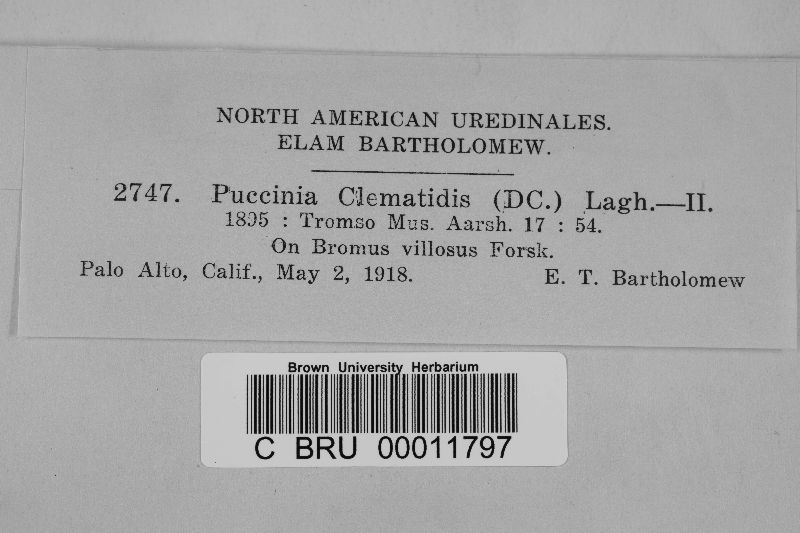 NORTH AMERICAN UREDINALES.
ELAM BARTHOLOMEW.
2747. Puccinia Clematidis (DC.) Lagh.—II.
1895 : Tromso Mus. Aarsh. 17 : 54.
On Bromus villosus Forsk.
Palo Alto, Calif., May 2, 1918. E. T. Bartholomew
Brown University Herbarium
C BRU 00011797